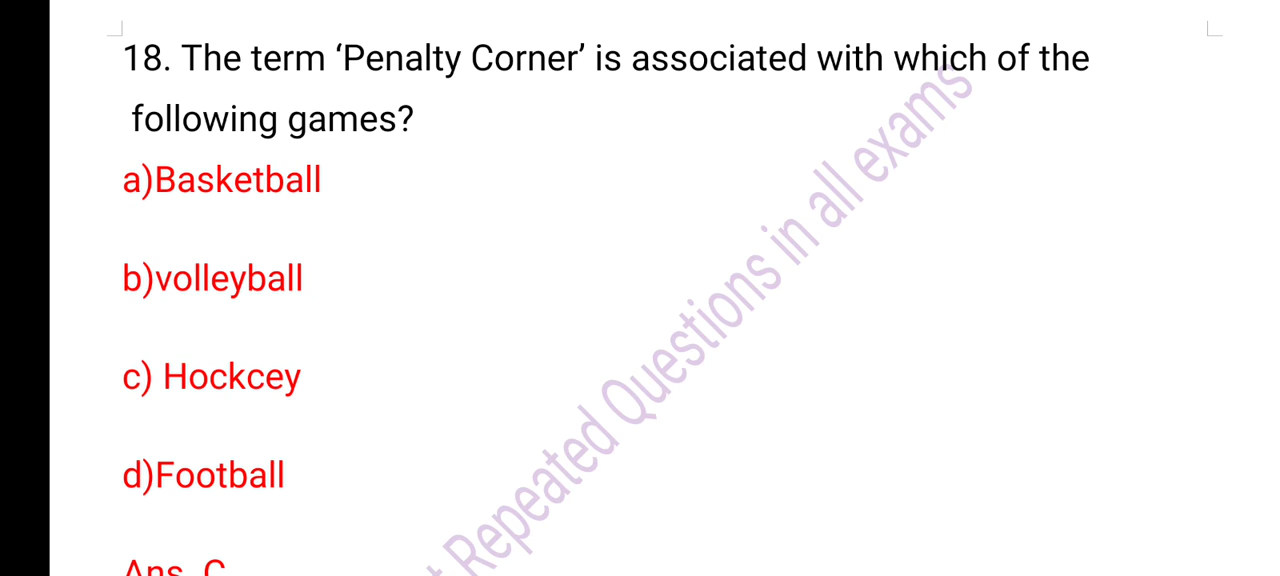 18. The term ‘Penalty Corner’ is associated with which of the
following games?
a)Basketball
b)volleyball
c) Hockcey
d)Football
Ans. C
Repeated Questions in all exams